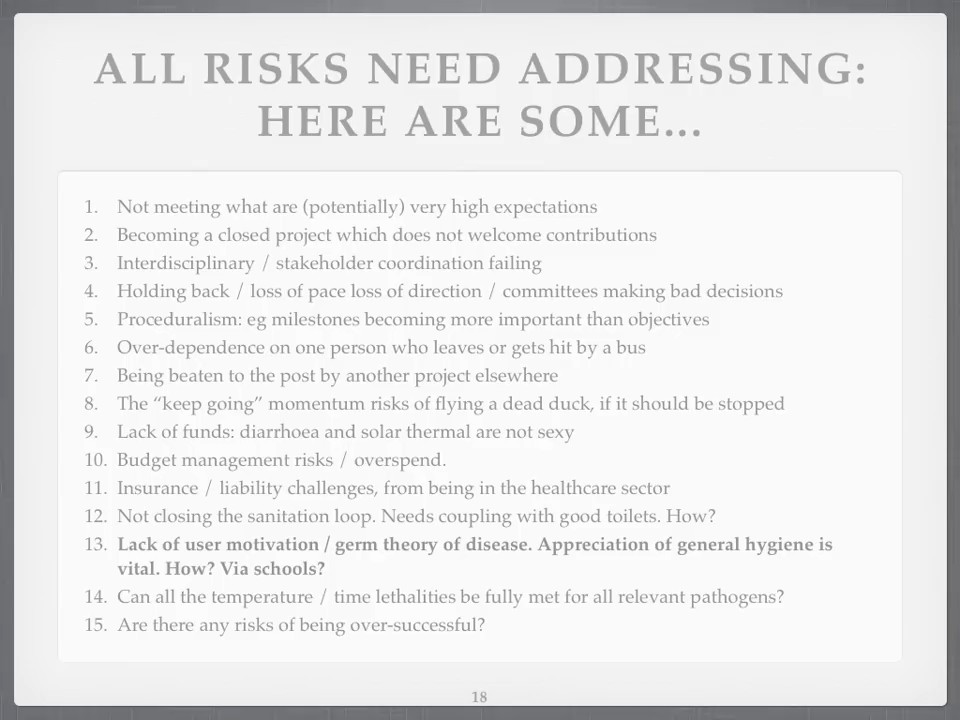 ALL RISKS NEED ADDRESSING:
HERE ARE SOME...
1. Not meeting what are (potentially) very high expectations
2. Becoming a closed project which does not welcome contributions
3. Interdisciplinary / stakeholder coordination failing
4. Holding back / loss of pace loss of direction / committees making bad decisions
5. Proceduralism: eg milestones becoming more important than objectives
6. Over-dependence on one person who leaves or gets hit by a bus
7. Being beaten to the post by another project elsewhere
8. The “keep going” momentum risks of flying a dead duck, if it should be stopped
9. Lack of funds: diarrhoea and solar thermal are not sexy
10. Budget management risks / overspend.
11. Insurance / liability challenges, from being in the healthcare sector
12. Not closing the sanitation loop. Needs coupling with good toilets. How?
13. Lack of user motivation / germ theory of disease. Appreciation of general hygiene is
vital. How? Via schools?
14. Can all the temperature / time lethalities be fully met for all relevant pathogens?
15. Are there any risks of being over-successful?
18